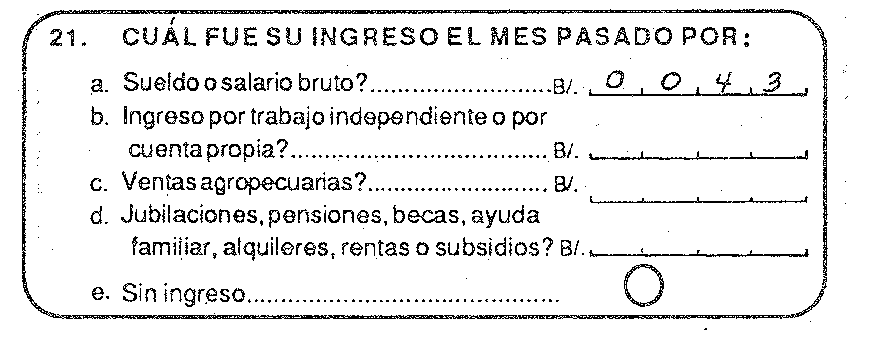 21. CUÁL FUE SU INGRESO EL MES PASADO POR:
a. Sueldo o salario bruto?..........................B/. 0 0 4 3
b. Ingreso por trabajo independiente o por
cuenta propia?..................................... B/.
c. Ventas agropecuarias?.......................... B/.
d. Jubilaciones, pensiones, becas, ayuda
familiar, alquileres, rentas o subsidios? B/.
e. Sin ingreso.............................................